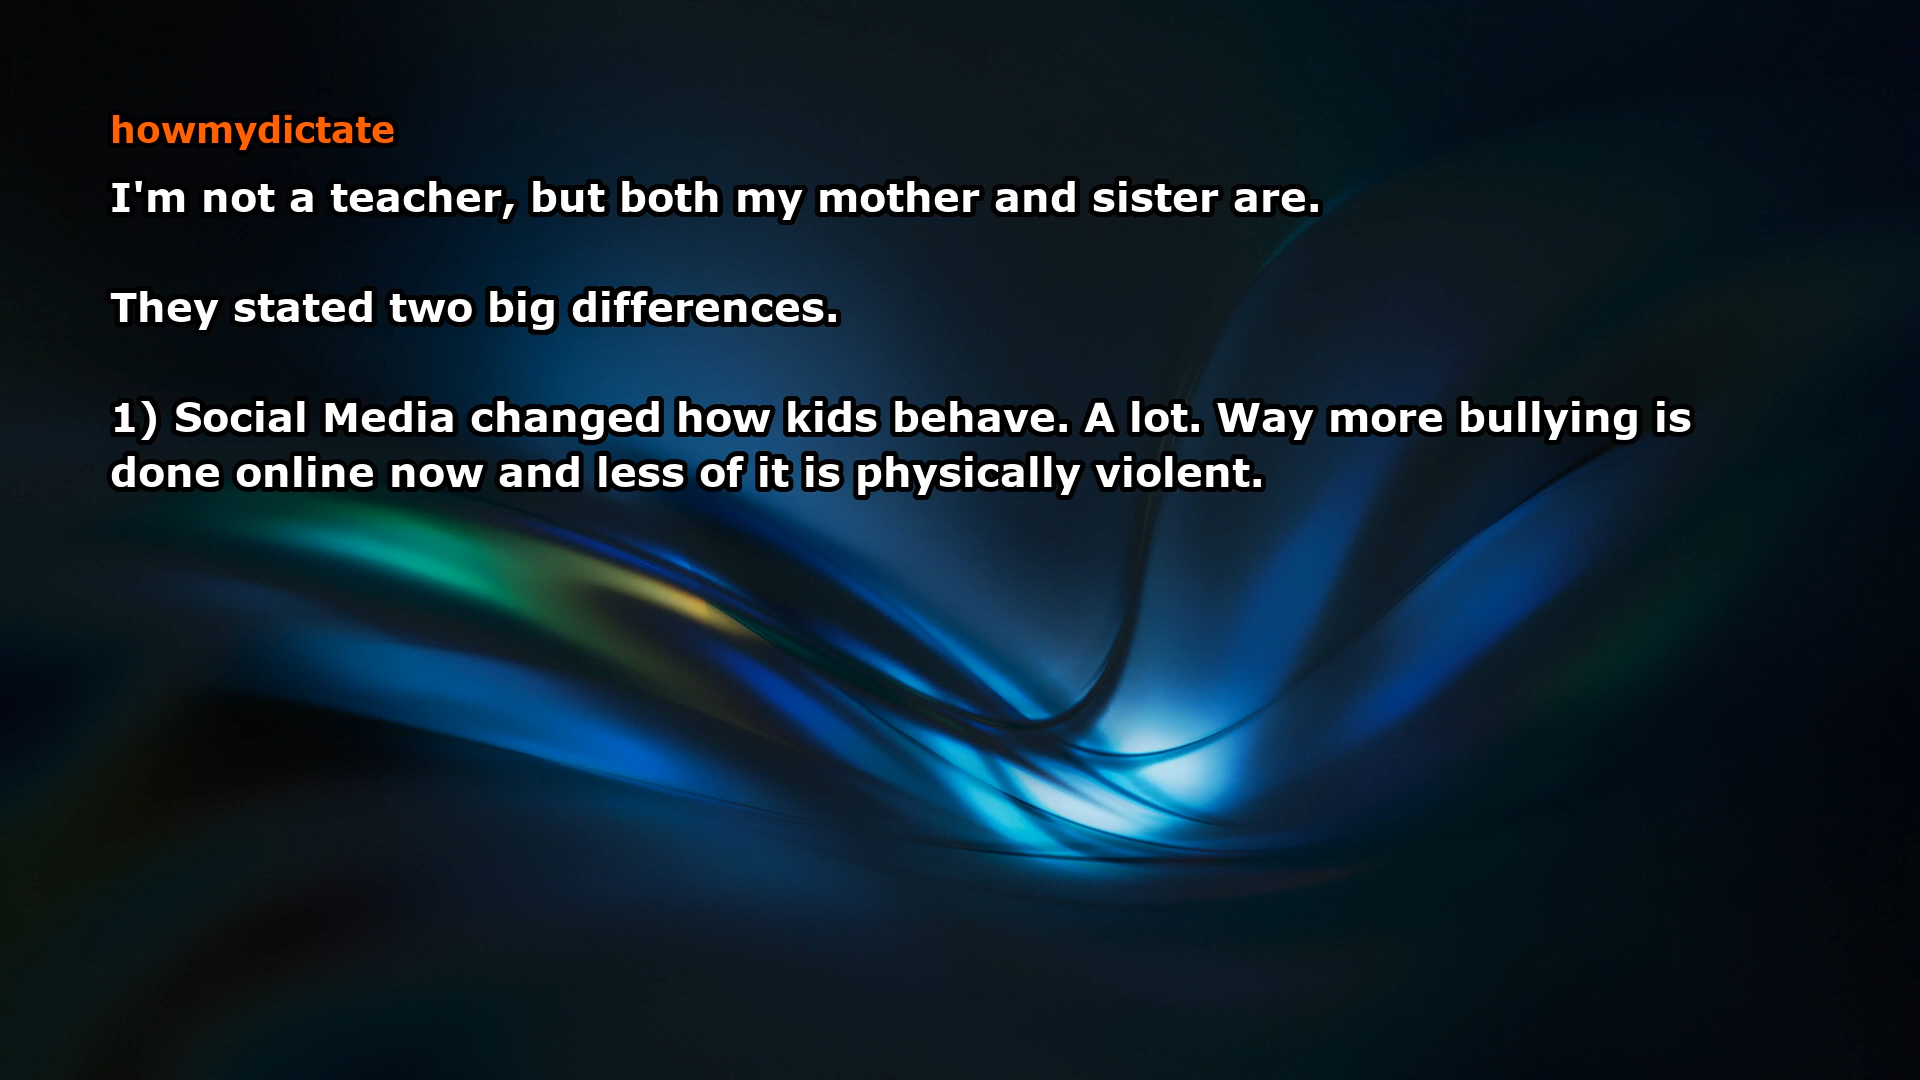 howmydictate
I'm not a teacher, but both my mother and sister are.
They stated two big differences.
1) Social Media changed how kids behave. A lot. Way more bullying is
done online now and less of it is physically violent.